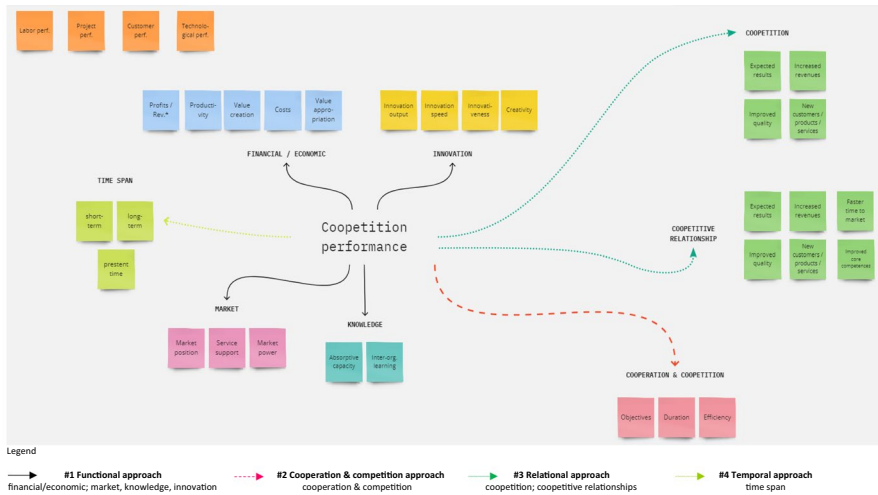 Labor perf.
Project
perf.
Customer
perf.
Technolo-
gical perf.
COOPETITION
Expected
results
Increased
revenues
Improved
quality
New
customers /
products /
services
Profits /
Rev.*
Producti-
vity
Value
creation
Costs
Value
appro-
priation
Innovation
output
Innovation
speed
Innovati-
veness
Creativity
FINANCIAL / ECONOMIC
INNOVATION
TIME SPAN
short-
term
long-
term
prestent
time
Coopetition
performance
COOPETITIVE
RELATIONSHIP
Expected
results
Increased
revenues
Faster
time to
market
Improved
quality
New
customers /
products /
services
Improved
core
competences
MARKET
Market
position
Service
support
Market
power
KNOWLEDGE
Absorptive
capacity
Inter-org.
learning
COOPERATION & COOPETITION
Objectives
Duration
Efficiency
Legend
#1 Functional approach
financial/economic; market, knowledge, innovation
#2 Cooperation & competition approach
cooperation & competition
#3 Relational approach
coopetition; coopetitive relationships
#4 Temporal approach
time span